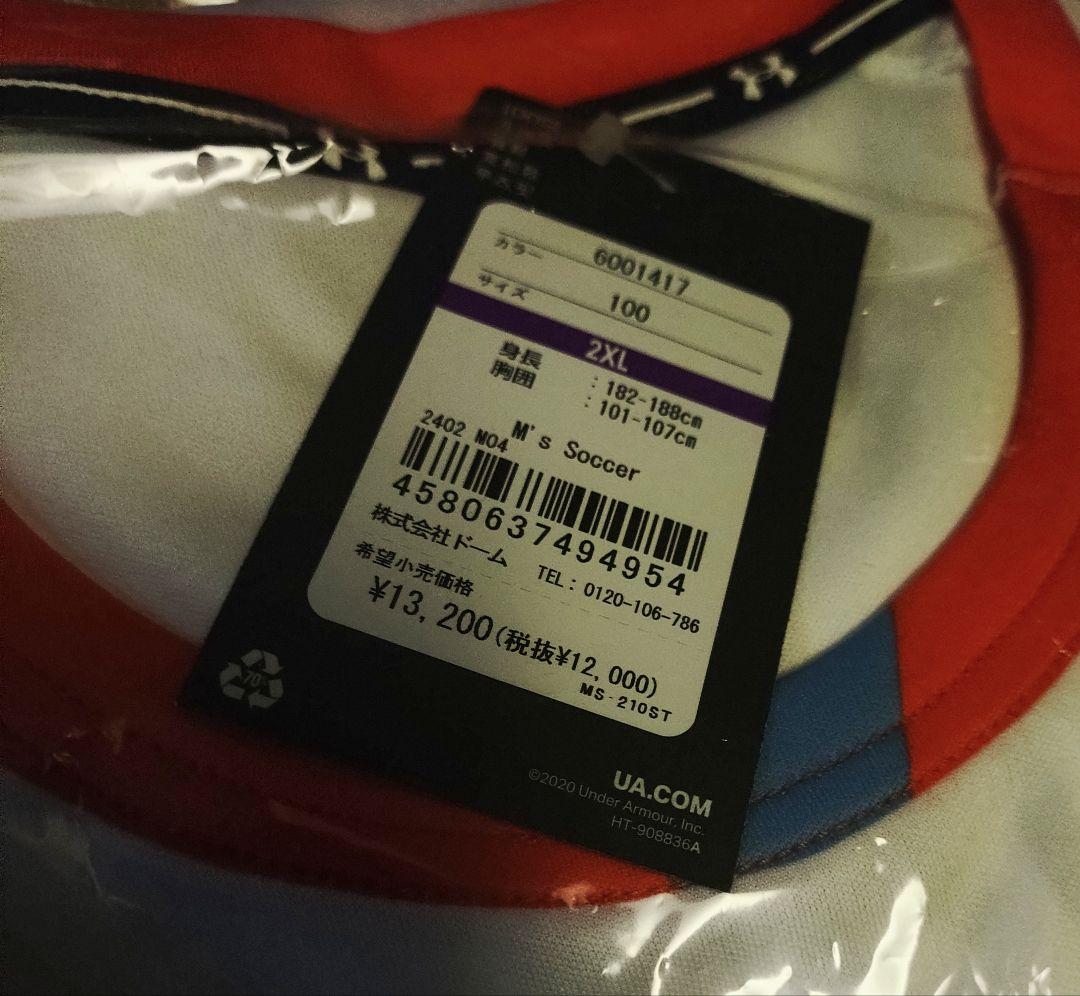 6001417
カラー 100
サイズ
2XL
身長 : 182-188cm
胸囲 : 101-107cm
M's Soccer
2402 M04
4580637494954
株式会社ドーム TEL: 0120-106-786
希望小売価格
¥13,200(税抜¥12,000)
MS-210ST
70
UA.COM
©2020 Under Armour, Inc.
HT-908836A